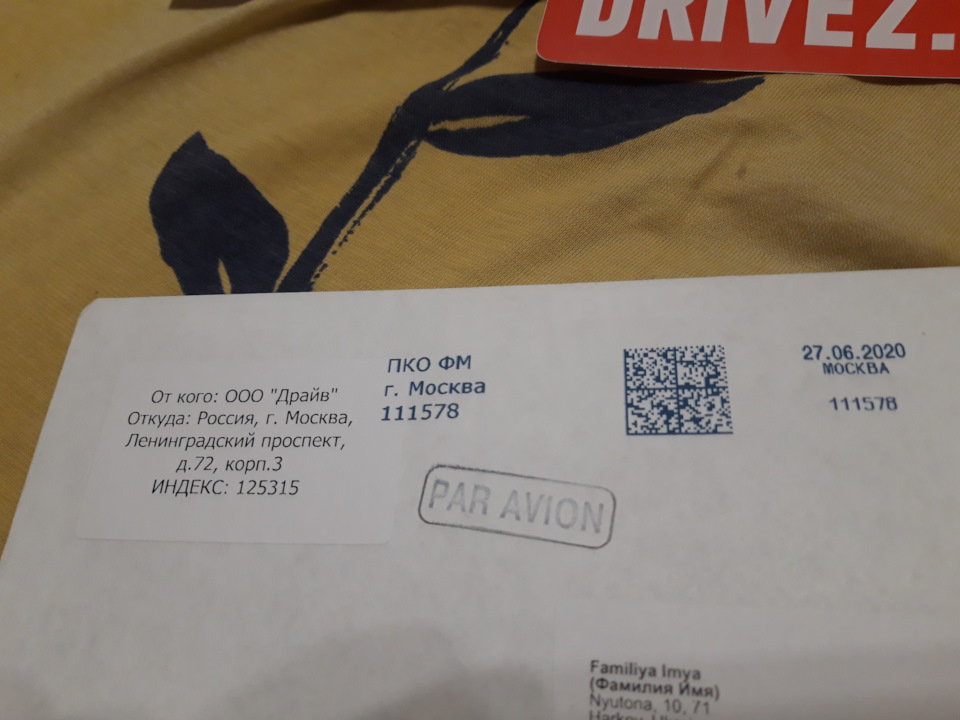 DRIVE2.
От кого: ООО "Драйв"
Откуда: Россия, г. Москва,
Ленинградский проспект,
д.72, корп.3
ИНДЕКС: 125315
ПКО ФМ
г. Москва
111578
27.06.2020
МОСКВА
111578
PAR AVION
Familiya Imya
(Фамилия Имя)
Nyutona, 10, 71
Harkov,